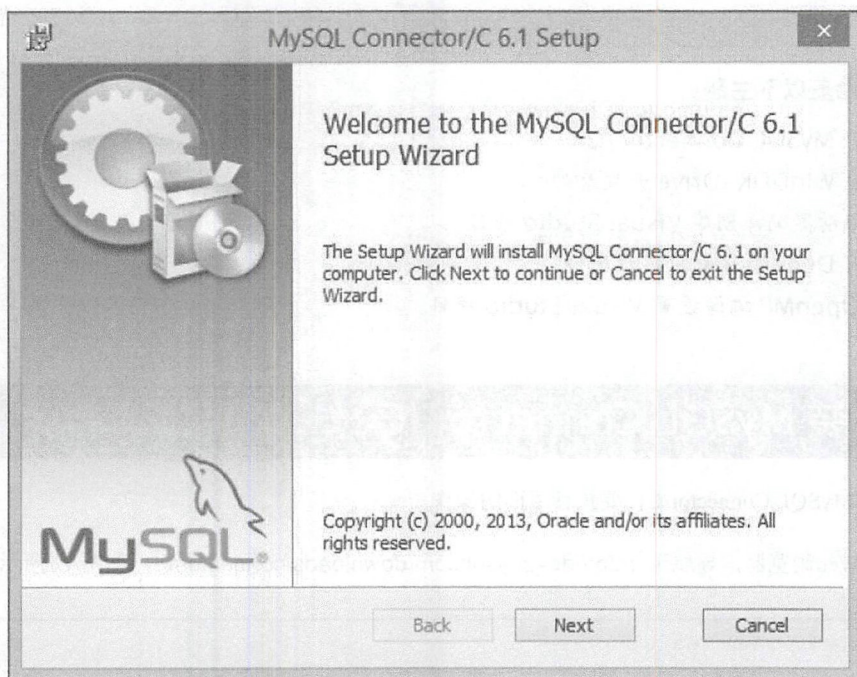 MySQL Connector/C 6.1 Setup
Welcome to the MySQL Connector/C 6.1
Setup Wizard
The Setup Wizard will install MySQL Connector/C 6.1 on your
computer. Click Next to continue or Cancel to exit the Setup
Wizard.
MySQL®
Copyright (c) 2000, 2013, Oracle and/or its affiliates. All
rights reserved.
Back
Next
Cancel